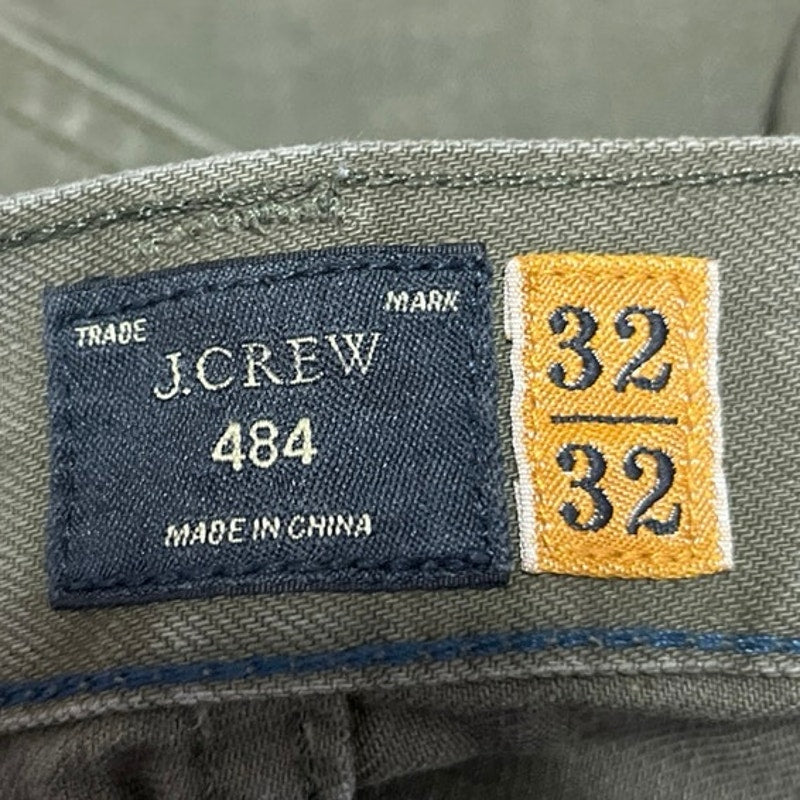 TRADE MARK
J.CREW
484
MADE IN CHINA
32
32